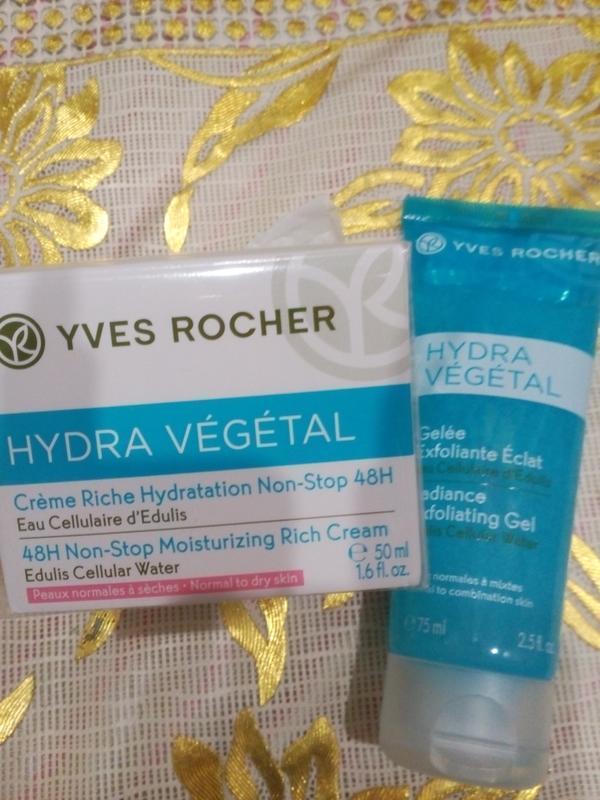 YVES ROCHER
HYDRA VÉGÉTAL
Crème Riche Hydratation Non-Stop 48H
Eau Cellulaire d'Edulis
48H Non-Stop Moisturizing Rich Cream
Edulis Cellular Water
℮ 50 ml
1.6 fl. oz.
Peaux normales à sèches • Normal to dry skin
YVES ROCHER
HYDRA
VÉGÉTAL
Gelée
Exfoliante Éclat
Cellulaire d'Edulis
adiance
xfoliating Gel
lis Cellular Water
normales à mixtes
to combination skin
℮ 75 ml
2.5 fl.